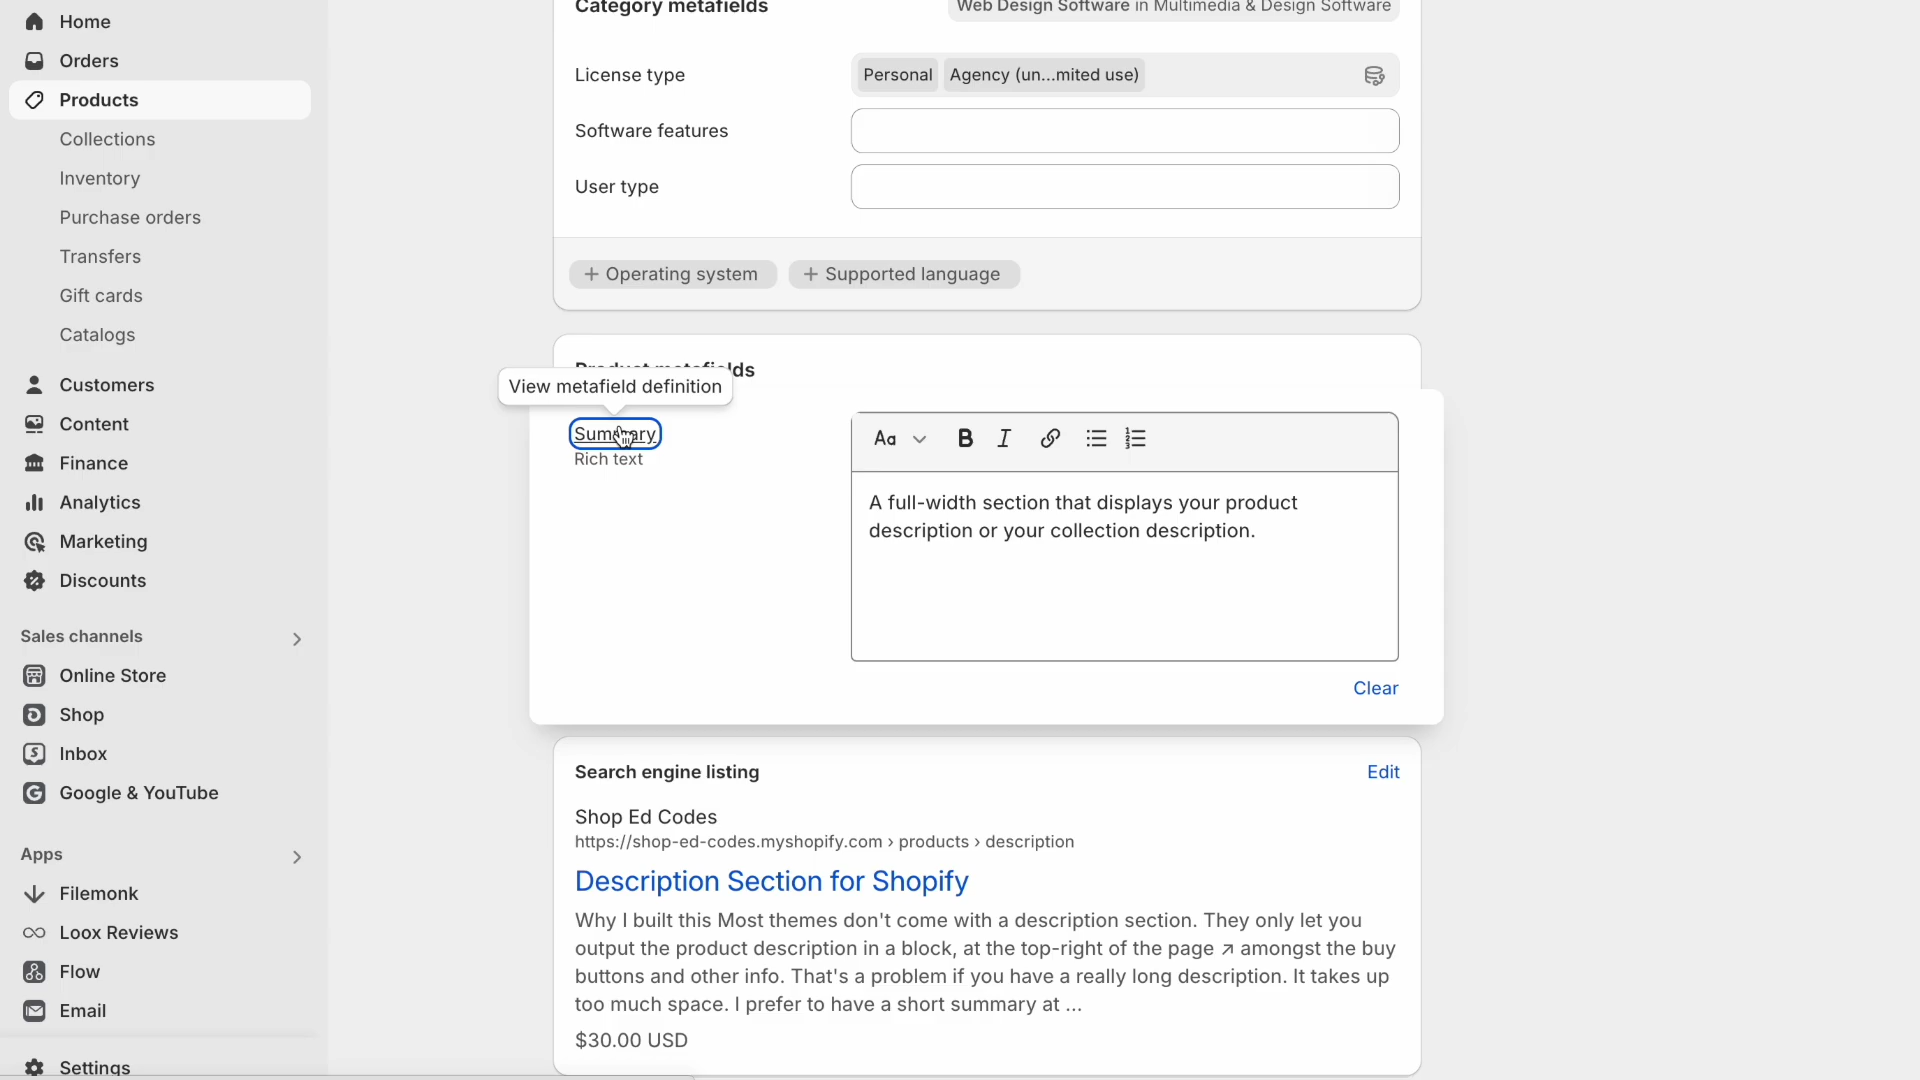 Home
Orders
Products
Collections
Inventory
Purchase orders
Transfers
Gift cards
Catalogs
Customers
Content
Finance
Analytics
Marketing
Discounts
Sales channels
Online Store
Shop
Inbox
Google & YouTube
Apps
Filemonk
Loox Reviews
Flow
Email
Settings
Category metafields
Web Design Software in Multimedia & Design Software
License type
Personal Agency (un...mited use)
Software features
User type
+ Operating system + Supported language
Product metafields
View metafield definition
Summary
Rich text
Aa B I
A full-width section that displays your product
description or your collection description.
Clear
Search engine listing Edit
Shop Ed Codes
https://shop-ed-codes.myshopify.com › products › description
Description Section for Shopify
Why I built this Most themes don't come with a description section. They only let you
output the product description in a block, at the top-right of the page ↗ amongst the buy
buttons and other info. That's a problem if you have a really long description. It takes up
too much space. I prefer to have a short summary at ...
$30.00 USD